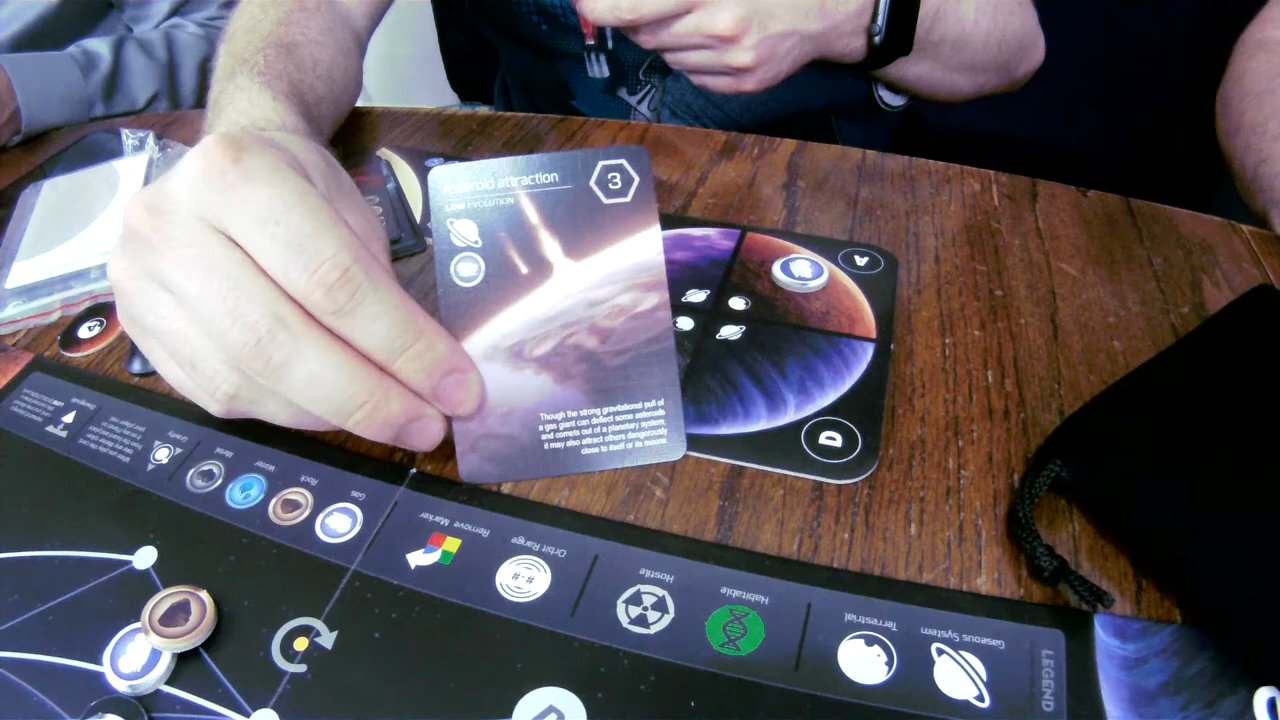 Asteroid attraction
3
LOW EVOLUTION
Though the strong gravitational pull of
a gas giant can deflect some asteroids
and comets out of a planetary system,
it may also attract others dangerously
close to itself or its moons.
A
D
Gravity
Metal
Water
Rock
Gas
Remove Marker
Orbit Range
Hostile
Habitable
Terrestrial
Gaseous System
LEGEND